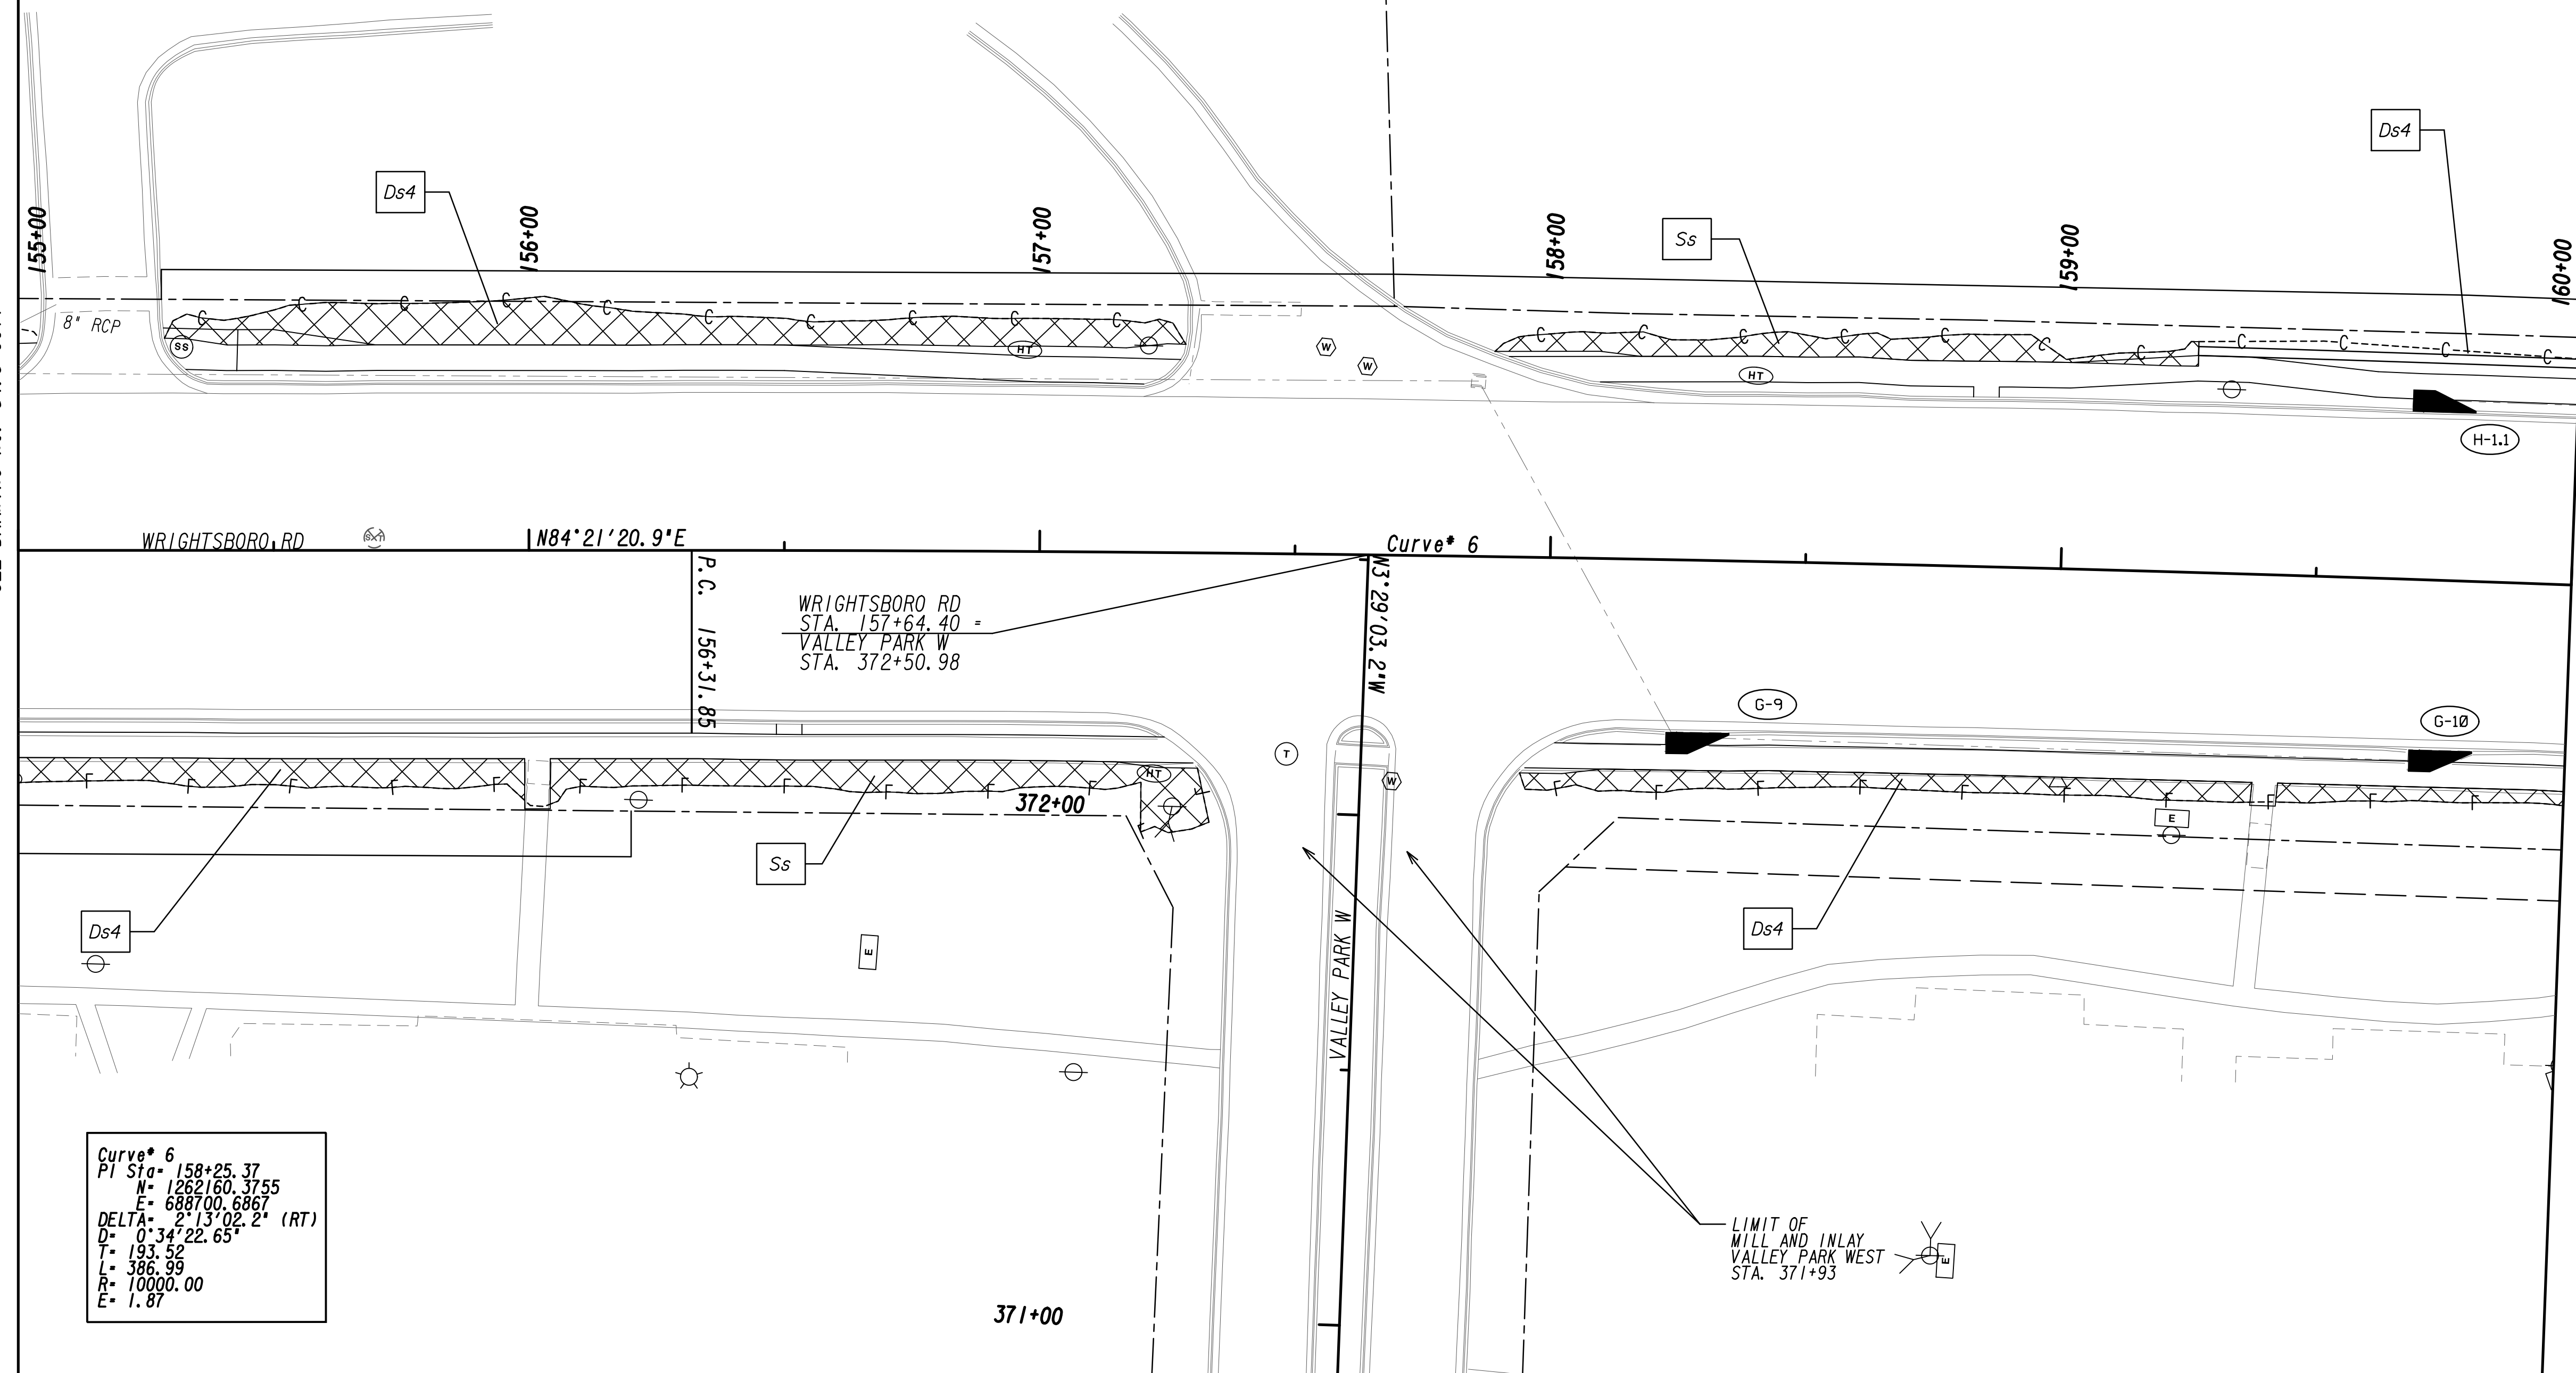 Ds4
Ds4
Ss
155+00
156+00
157+00
158+00
159+00
160+00
8" RCP
C C C C C C C C C C
C C C C C C C C C C C
SS
HT
W
W
HT
H-1.1
WRIGHTSBORO RD
N84°21'20.9"E
Curve# 6
P.C. 156+31.85
WRIGHTSBORO RD
STA. 157+64.40 =
VALLEY PARK W
STA. 372+50.98
N3°29'03.2"W
G-9
G-10
T
W
HT
F F F F F F F F F F F
F F F F F F F F F F
372+00
E
Ss
Ds4
Ds4
E
VALLEY PARK W
Curve# 6
PI Sta= 158+25.37
N= 1262160.3755
E= 688700.6867
DELTA= 2°13'02.2" (RT)
D= 0°34'22.65"
T= 193.52
L= 386.99
R= 10000.00
E= 1.87
LIMIT OF
MILL AND INLAY
VALLEY PARK WEST
STA. 371+93
E
371+00